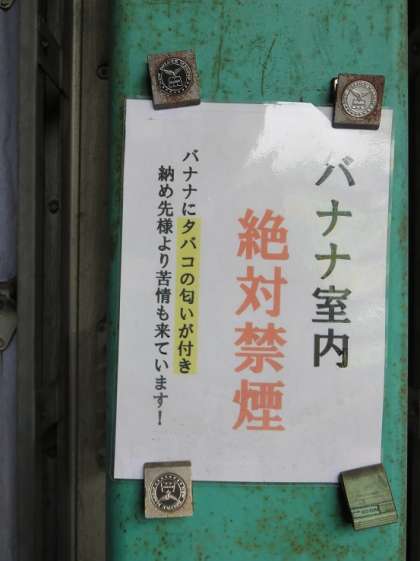 バナナ室内
絶対禁煙
バナナにタバコの匂いが付き
納め先様より苦情も来ています!